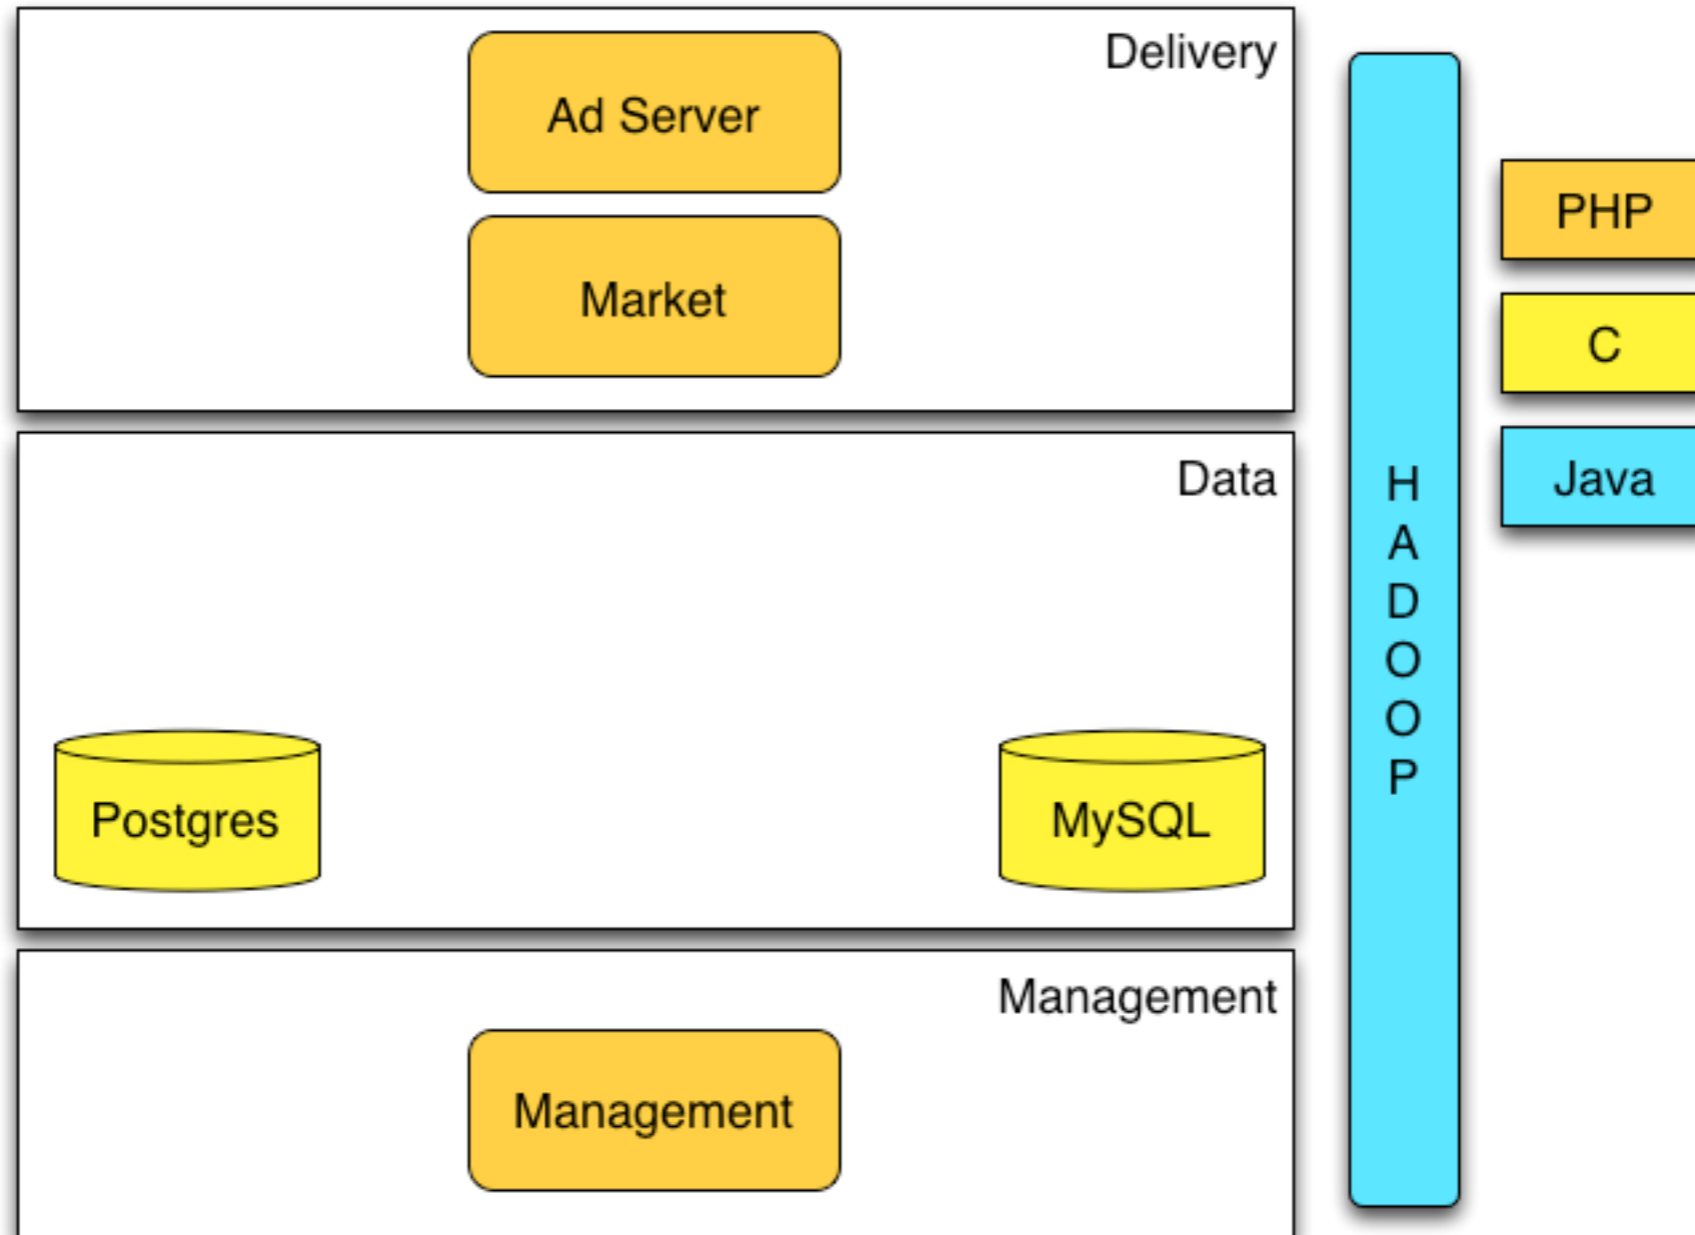 Delivery
Ad Server
Market
Data
Postgres
MySQL
Management
Management
H
A
D
O
O
P
PHP
C
Java